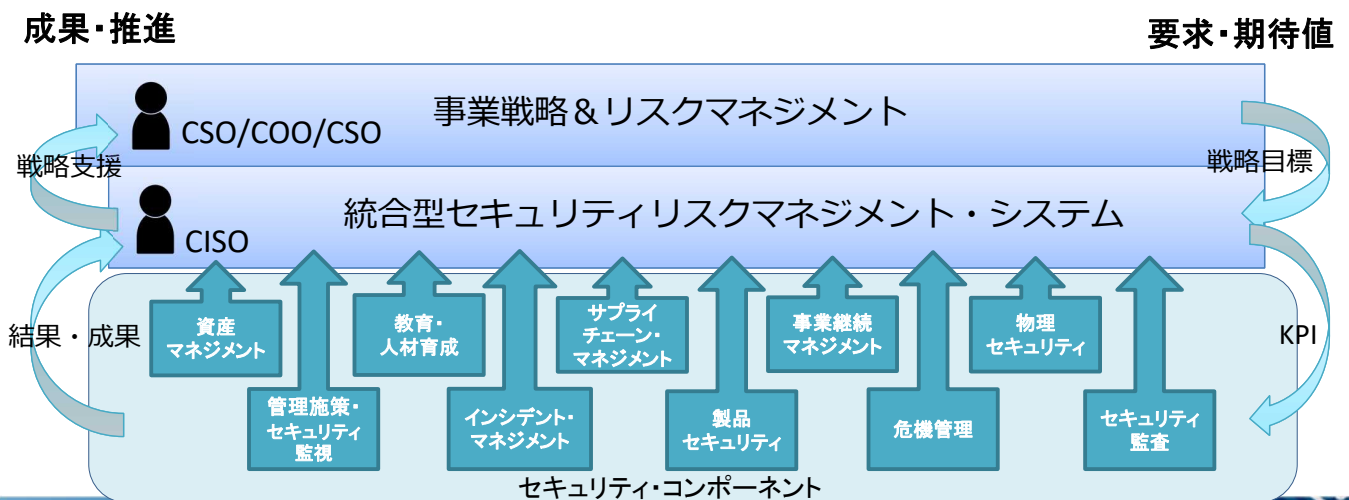 成果・推進
要求・期待値
事業戦略&リスクマネジメント
CSO/COO/CSO
戦略支援
戦略目標
統合型セキュリティリスクマネジメント・システム
CISO
結果・成果
KPI
資産
マネジメント
教育・
人材育成
サプライ
チェーン・
マネジメント
事業継続
マネジメント
物理
セキュリティ
管理施策・
セキュリティ
監視
インシデント・
マネジメント
製品
セキュリティ
危機管理
セキュリティ
監査
セキュリティ・コンポーネント